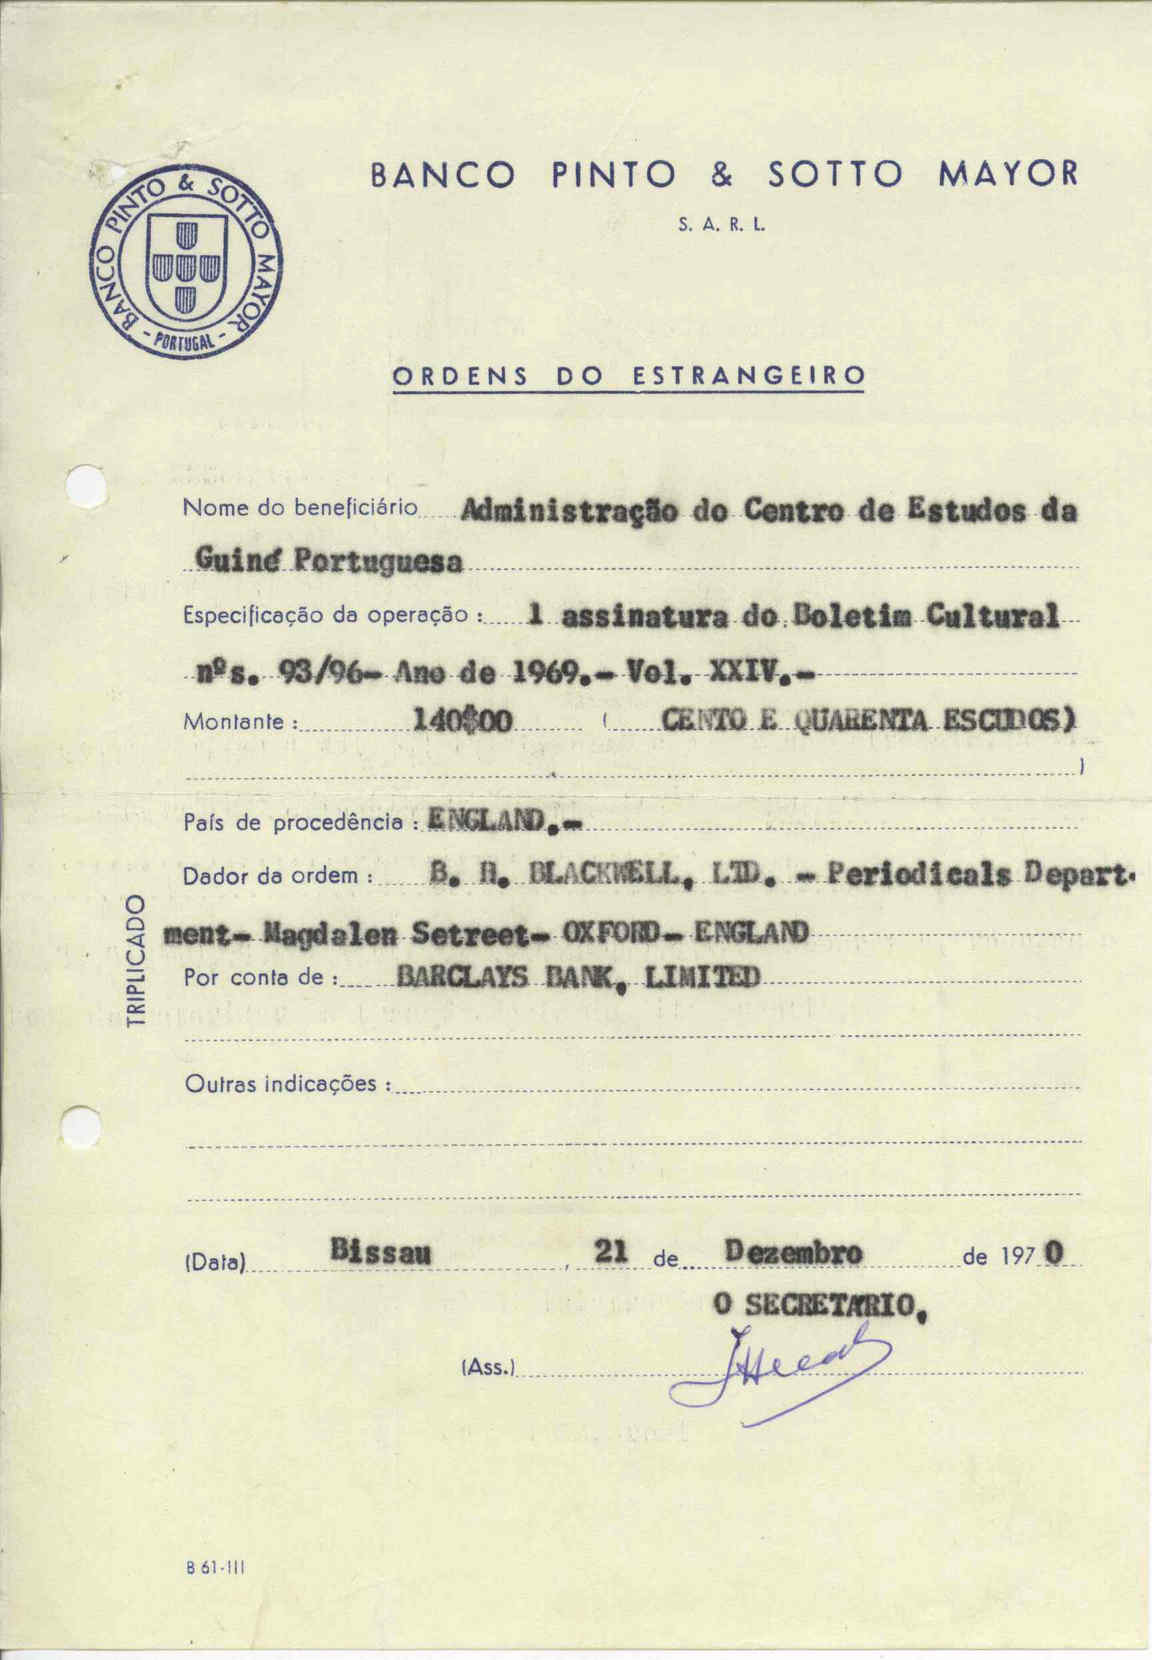 BANCO PINTO & SOTTO MAYOR
- PORTUGAL -
BANCO PINTO & SOTTO MAYOR
S. A. R. L.
ORDENS DO ESTRANGEIRO
Nome do beneficiário Administração do Centro de Estudos da
Guiné Portuguesa
Especificação da operação : 1 assinatura do Boletim Cultural
nºs. 93/96- Ano de 1969.- Vol. XXIV.-
Montante : 140$00 ( CENTO E QUARENTA ESCUDOS)
)
País de procedência : ENGLAND.-
Dador da ordem : B. H. BLACKWELL, LTD. - Periodicals Depart-
ment- Magdalen Setreet- OXFORD- ENGLAND
Por conta de : BARCLAYS BANK, LIMITED
TRIPLICADO
Outras indicações :
(Data) Bissau , 21 de Dezembro de 1970
O SECRETARIO,
(Ass.)
B 61-III